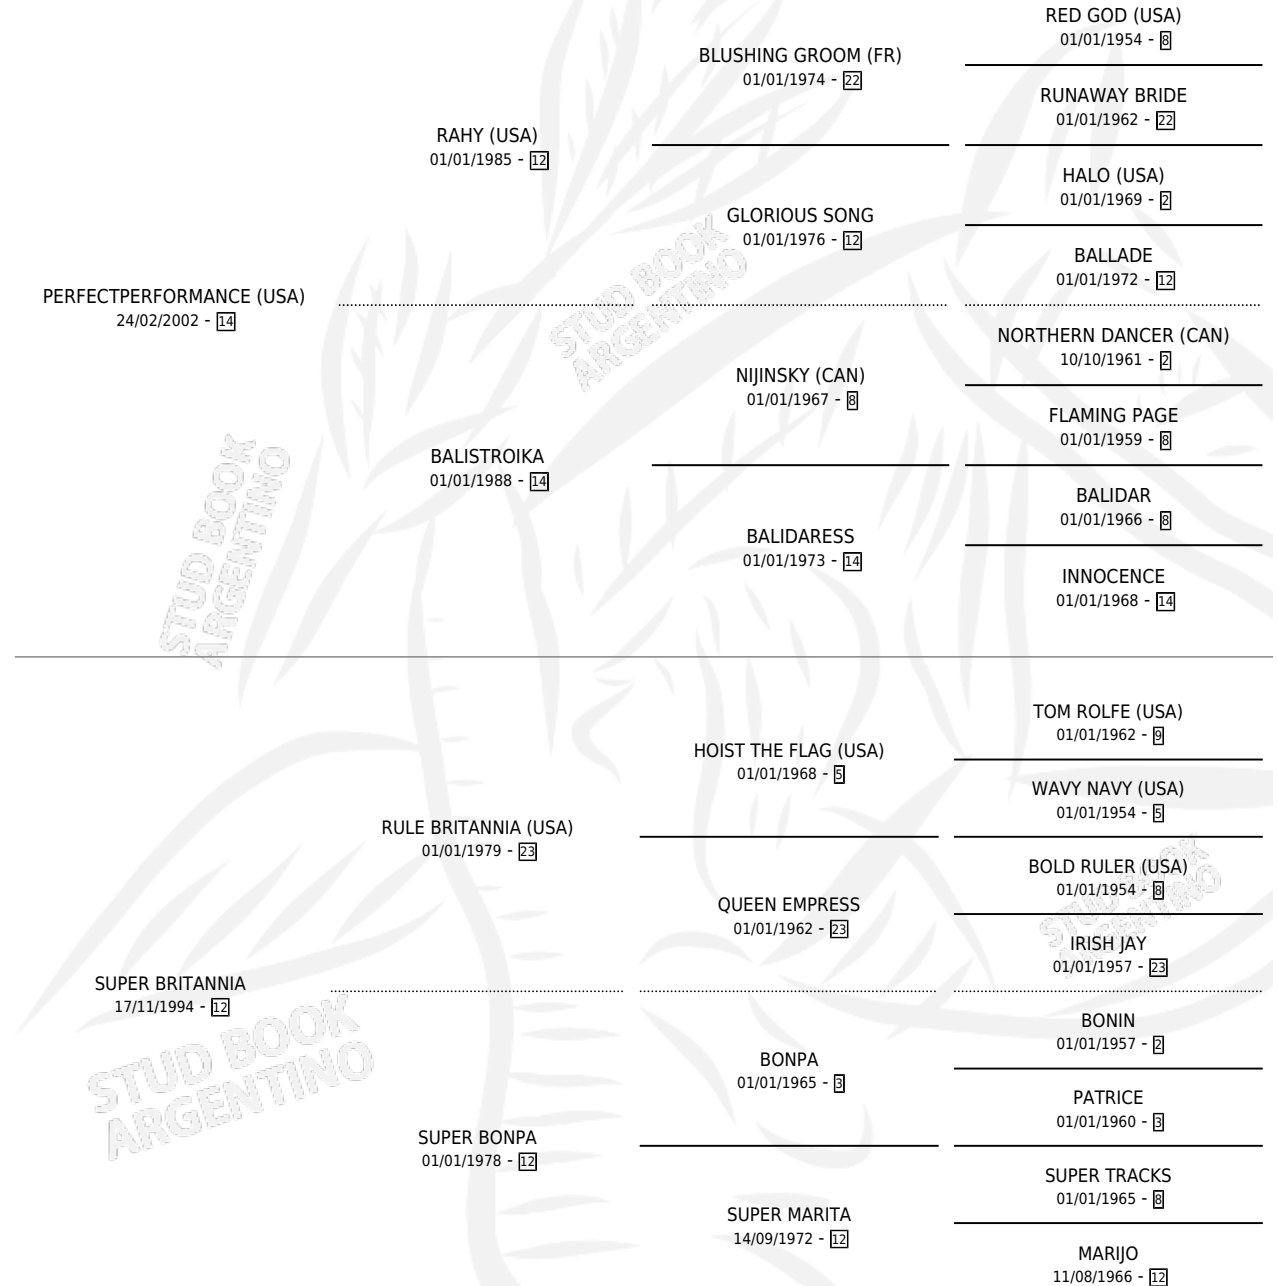 RED GOD (USA)
01/01/1954 - 8
BLUSHING GROOM (FR)
01/01/1974 - 22
RUNAWAY BRIDE
01/01/1962 - 22
RAHY (USA)
01/01/1985 - 12
HALO (USA)
01/01/1969 - 2
GLORIOUS SONG
01/01/1976 - 12
BALLADE
01/01/1972 - 12
PERFECTPERFORMANCE (USA)
24/02/2002 - 14
STUD BOOK
ARGENTINO
NORTHERN DANCER (CAN)
10/10/1961 - 2
NIJINSKY (CAN)
01/01/1967 - 8
FLAMING PAGE
01/01/1959 - 8
BALISTROIKA
01/01/1988 - 14
BALIDAR
01/01/1966 - 8
BALIDARESS
01/01/1973 - 14
INNOCENCE
01/01/1968 - 14
STUD BOOK
ARGENTINO
TOM ROLFE (USA)
01/01/1962 - 9
HOIST THE FLAG (USA)
01/01/1968 - 5
WAVY NAVY (USA)
01/01/1954 - 5
RULE BRITANNIA (USA)
01/01/1979 - 23
BOLD RULER (USA)
01/01/1954 - 8
QUEEN EMPRESS
01/01/1962 - 23
IRISH JAY
01/01/1957 - 23
STUD BOOK
ARGENTINO
SUPER BRITANNIA
17/11/1994 - 12
BONIN
01/01/1957 - 2
BONPA
01/01/1965 - 3
PATRICE
01/01/1960 - 3
STUD BOOK
ARGENTINO
SUPER BONPA
01/01/1978 - 12
SUPER TRACKS
01/01/1965 - 8
SUPER MARITA
14/09/1972 - 12
MARIJO
11/08/1966 - 12